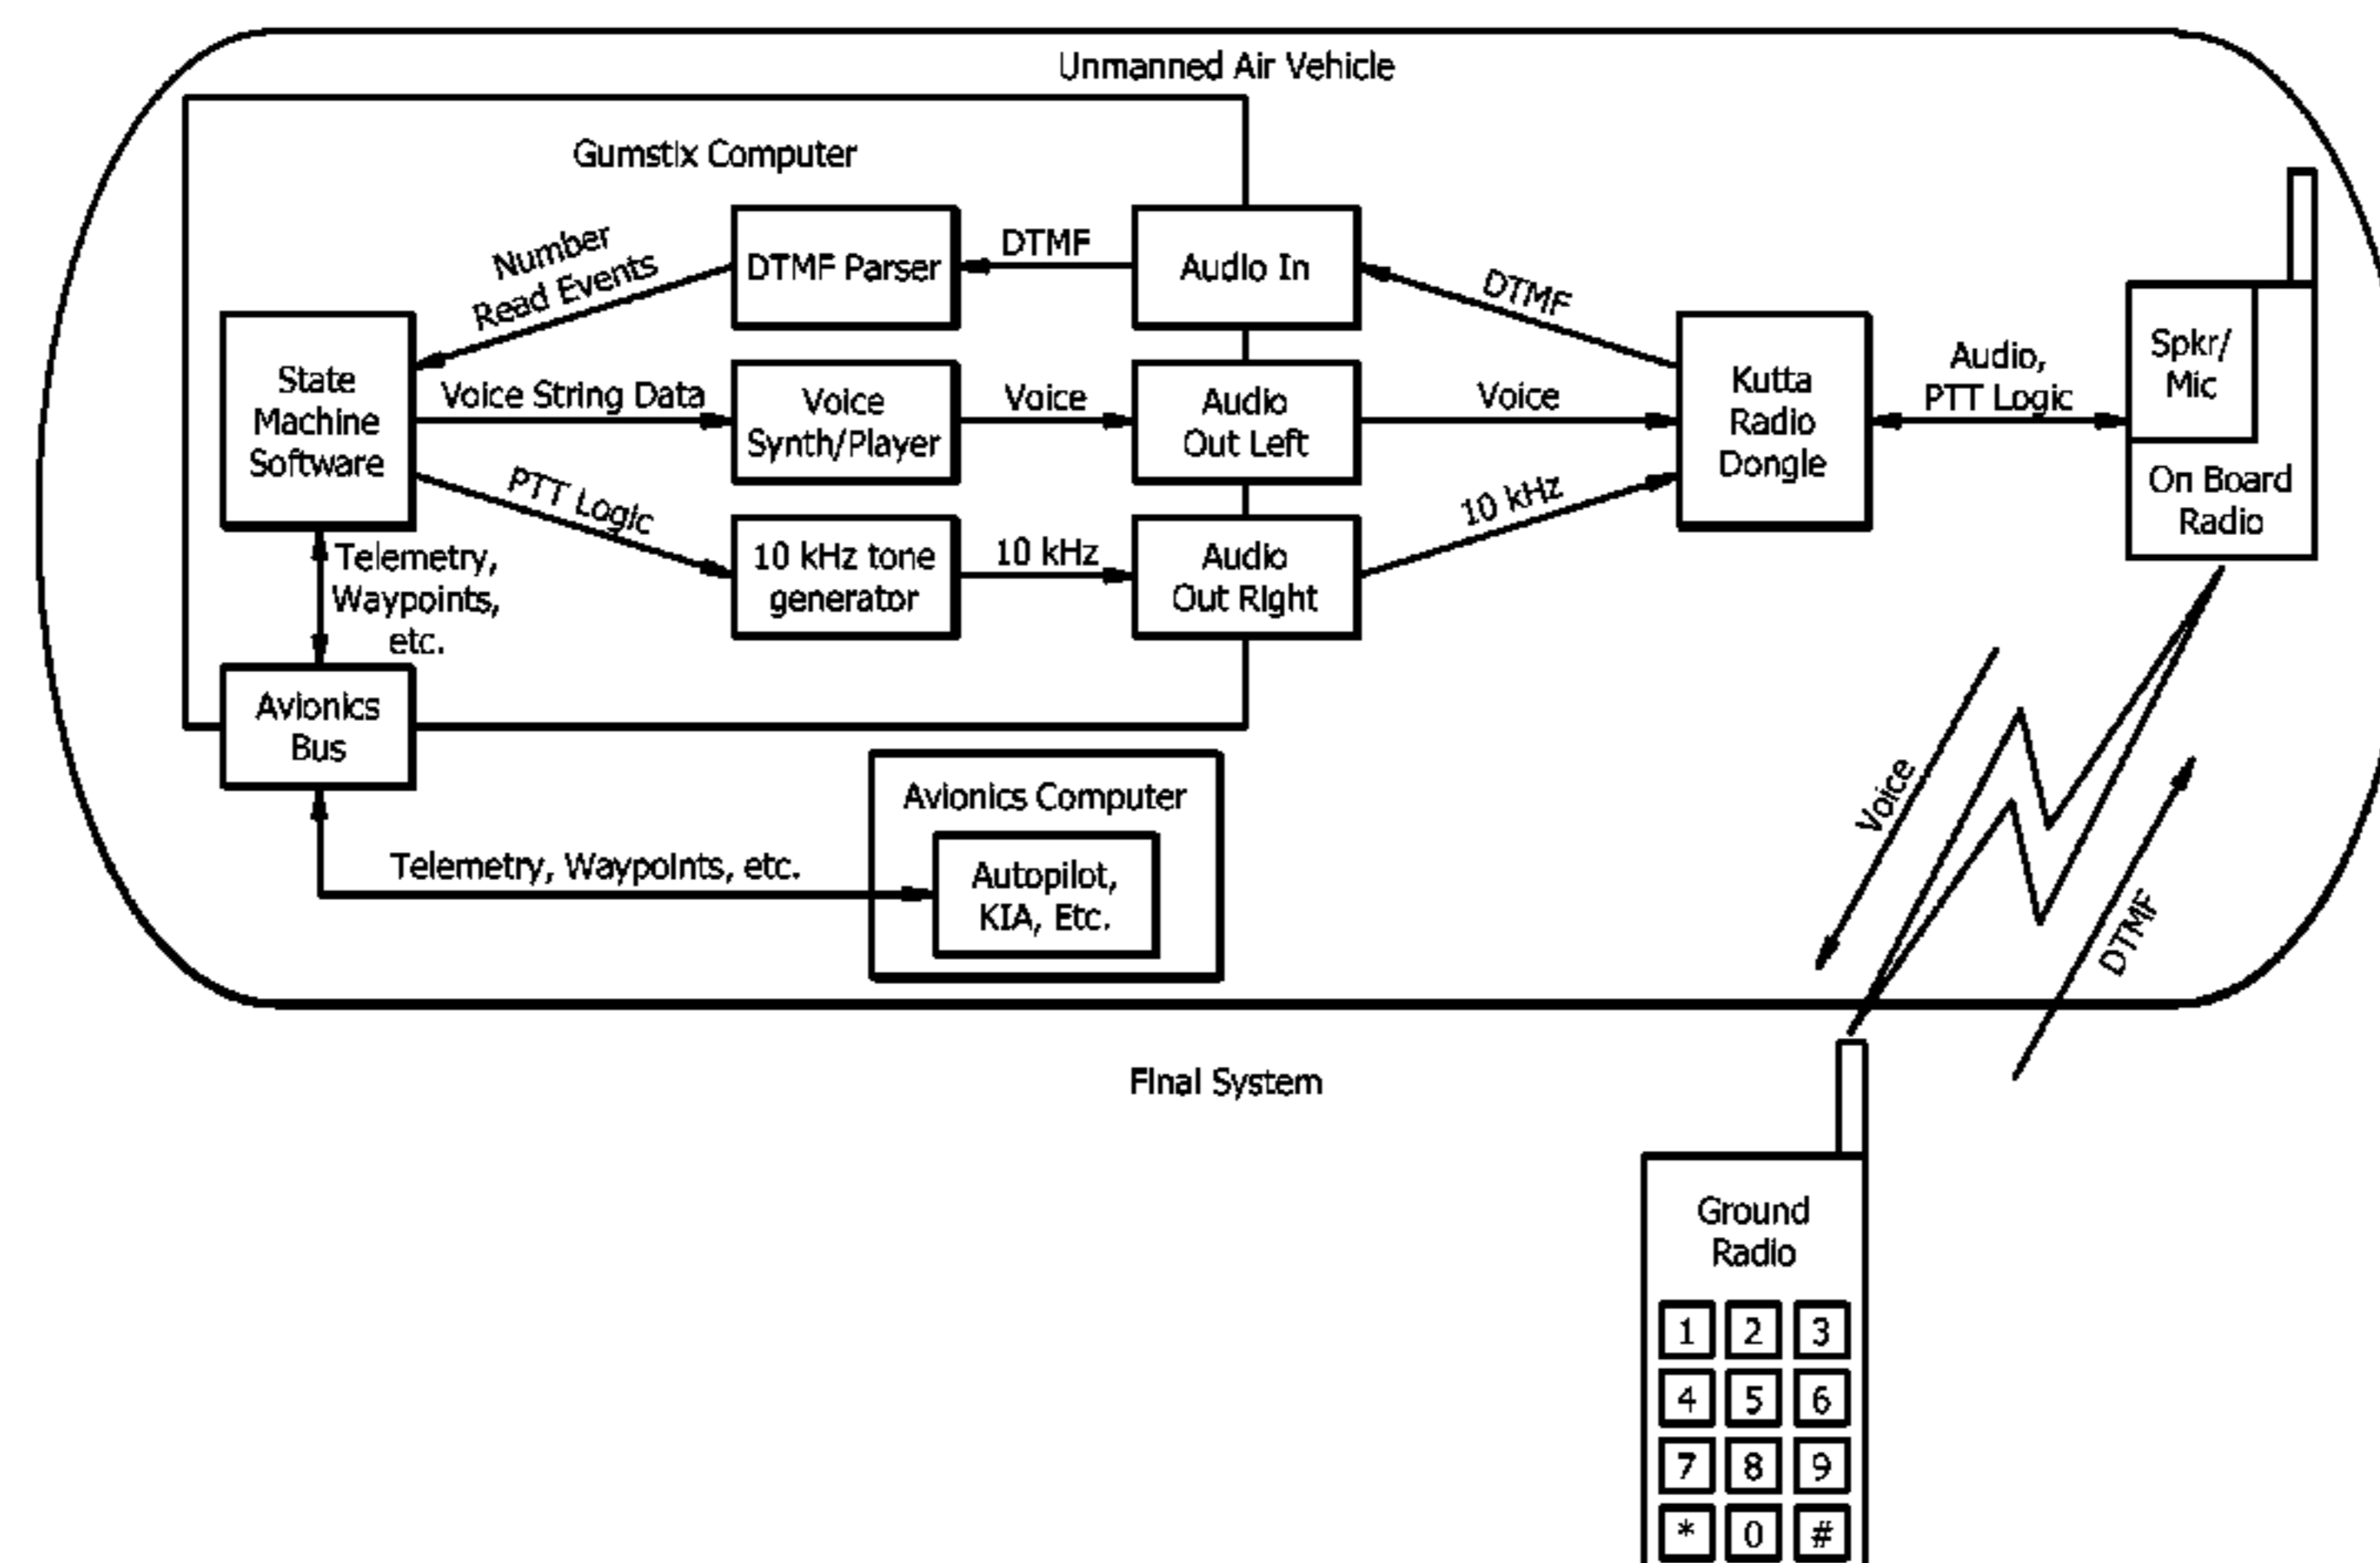 Unmanned Air Vehicle
Gumstix Computer
Number
Read Events
DTMF Parser
DTMF
Audio In
DTMF
State
Machine
Software
Voice String Data
Voice
Synth/Player
Voice
Audio
Out Left
Voice
Kutta
Radio
Dongle
Audio,
PTT Logic
Spkr/
Mic
On Board
Radio
PTT Logic
10 kHz tone
generator
10 kHz
Audio
Out Right
10 kHz
Telemetry,
Waypoints,
etc.
Avionics
Bus
Avionics Computer
Telemetry, Waypoints, etc.
Autopilot,
KIA, Etc.
Voice
DTMF
Final System
Ground
Radio
1 2 3
4 5 6
7 8 9
* 0 #